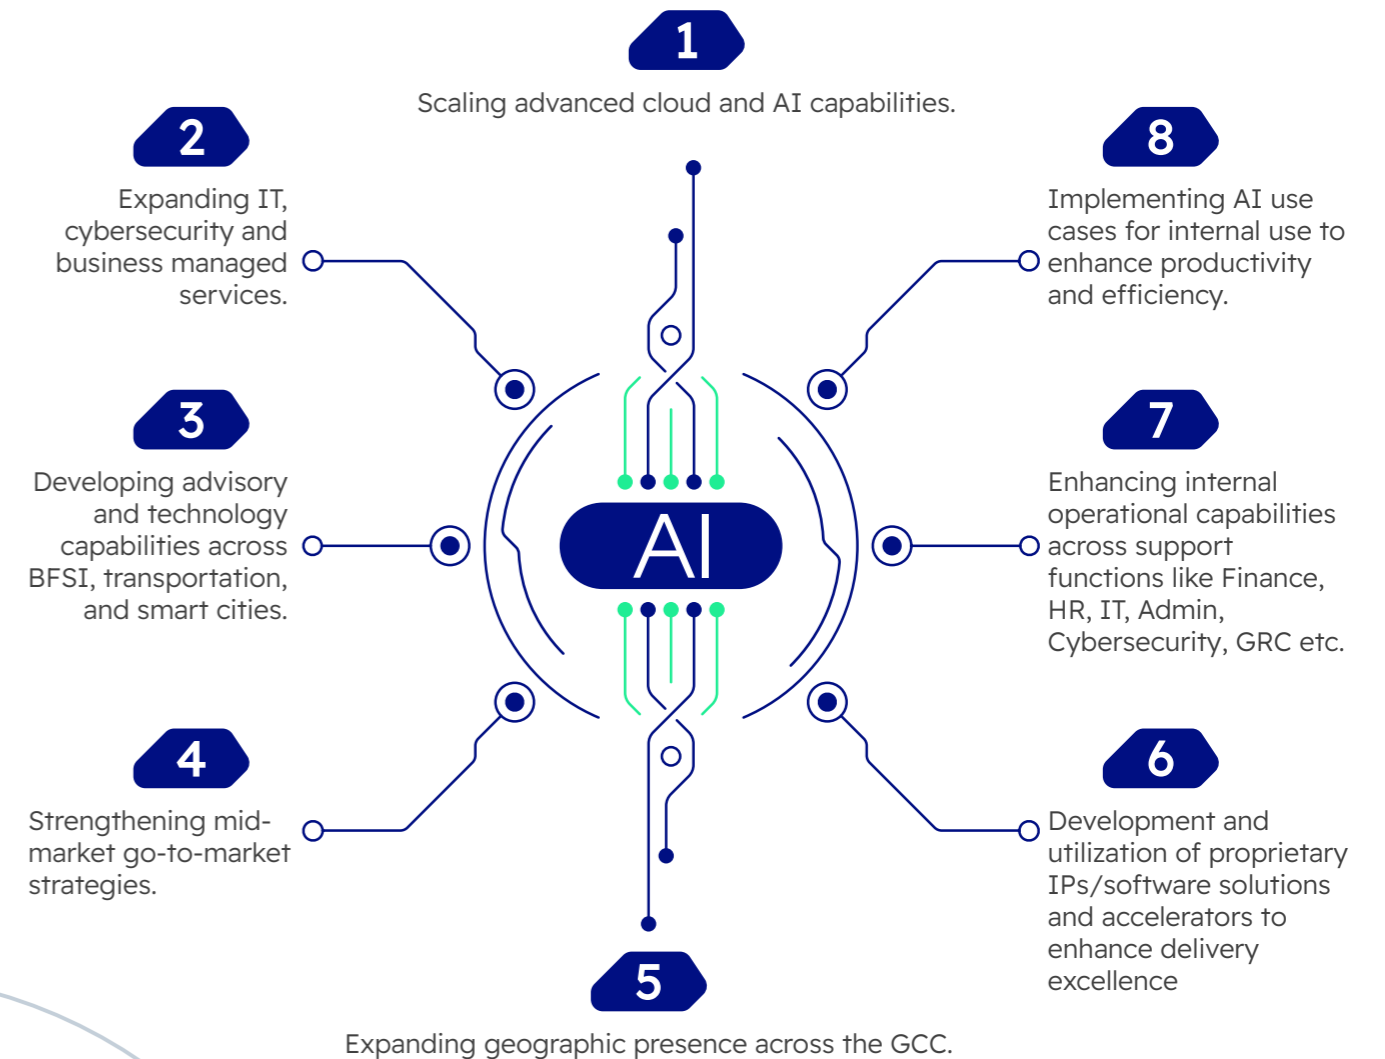 1
Scaling advanced cloud and AI capabilities.
2
Expanding IT,
cybersecurity and
business managed
services.
3
Developing advisory
and technology
capabilities across
BFSI, transportation,
and smart cities.
4
Strengthening mid-
market go-to-market
strategies.
AI
5
Expanding geographic presence across the GCC.
6
Development and
utilization of proprietary
IPs/software solutions
and accelerators to
enhance delivery
excellence
7
Enhancing internal
operational capabilities
across support
functions like Finance,
HR, IT, Admin,
Cybersecurity, GRC etc.
8
Implementing AI use
cases for internal use to
enhance productivity
and efficiency.